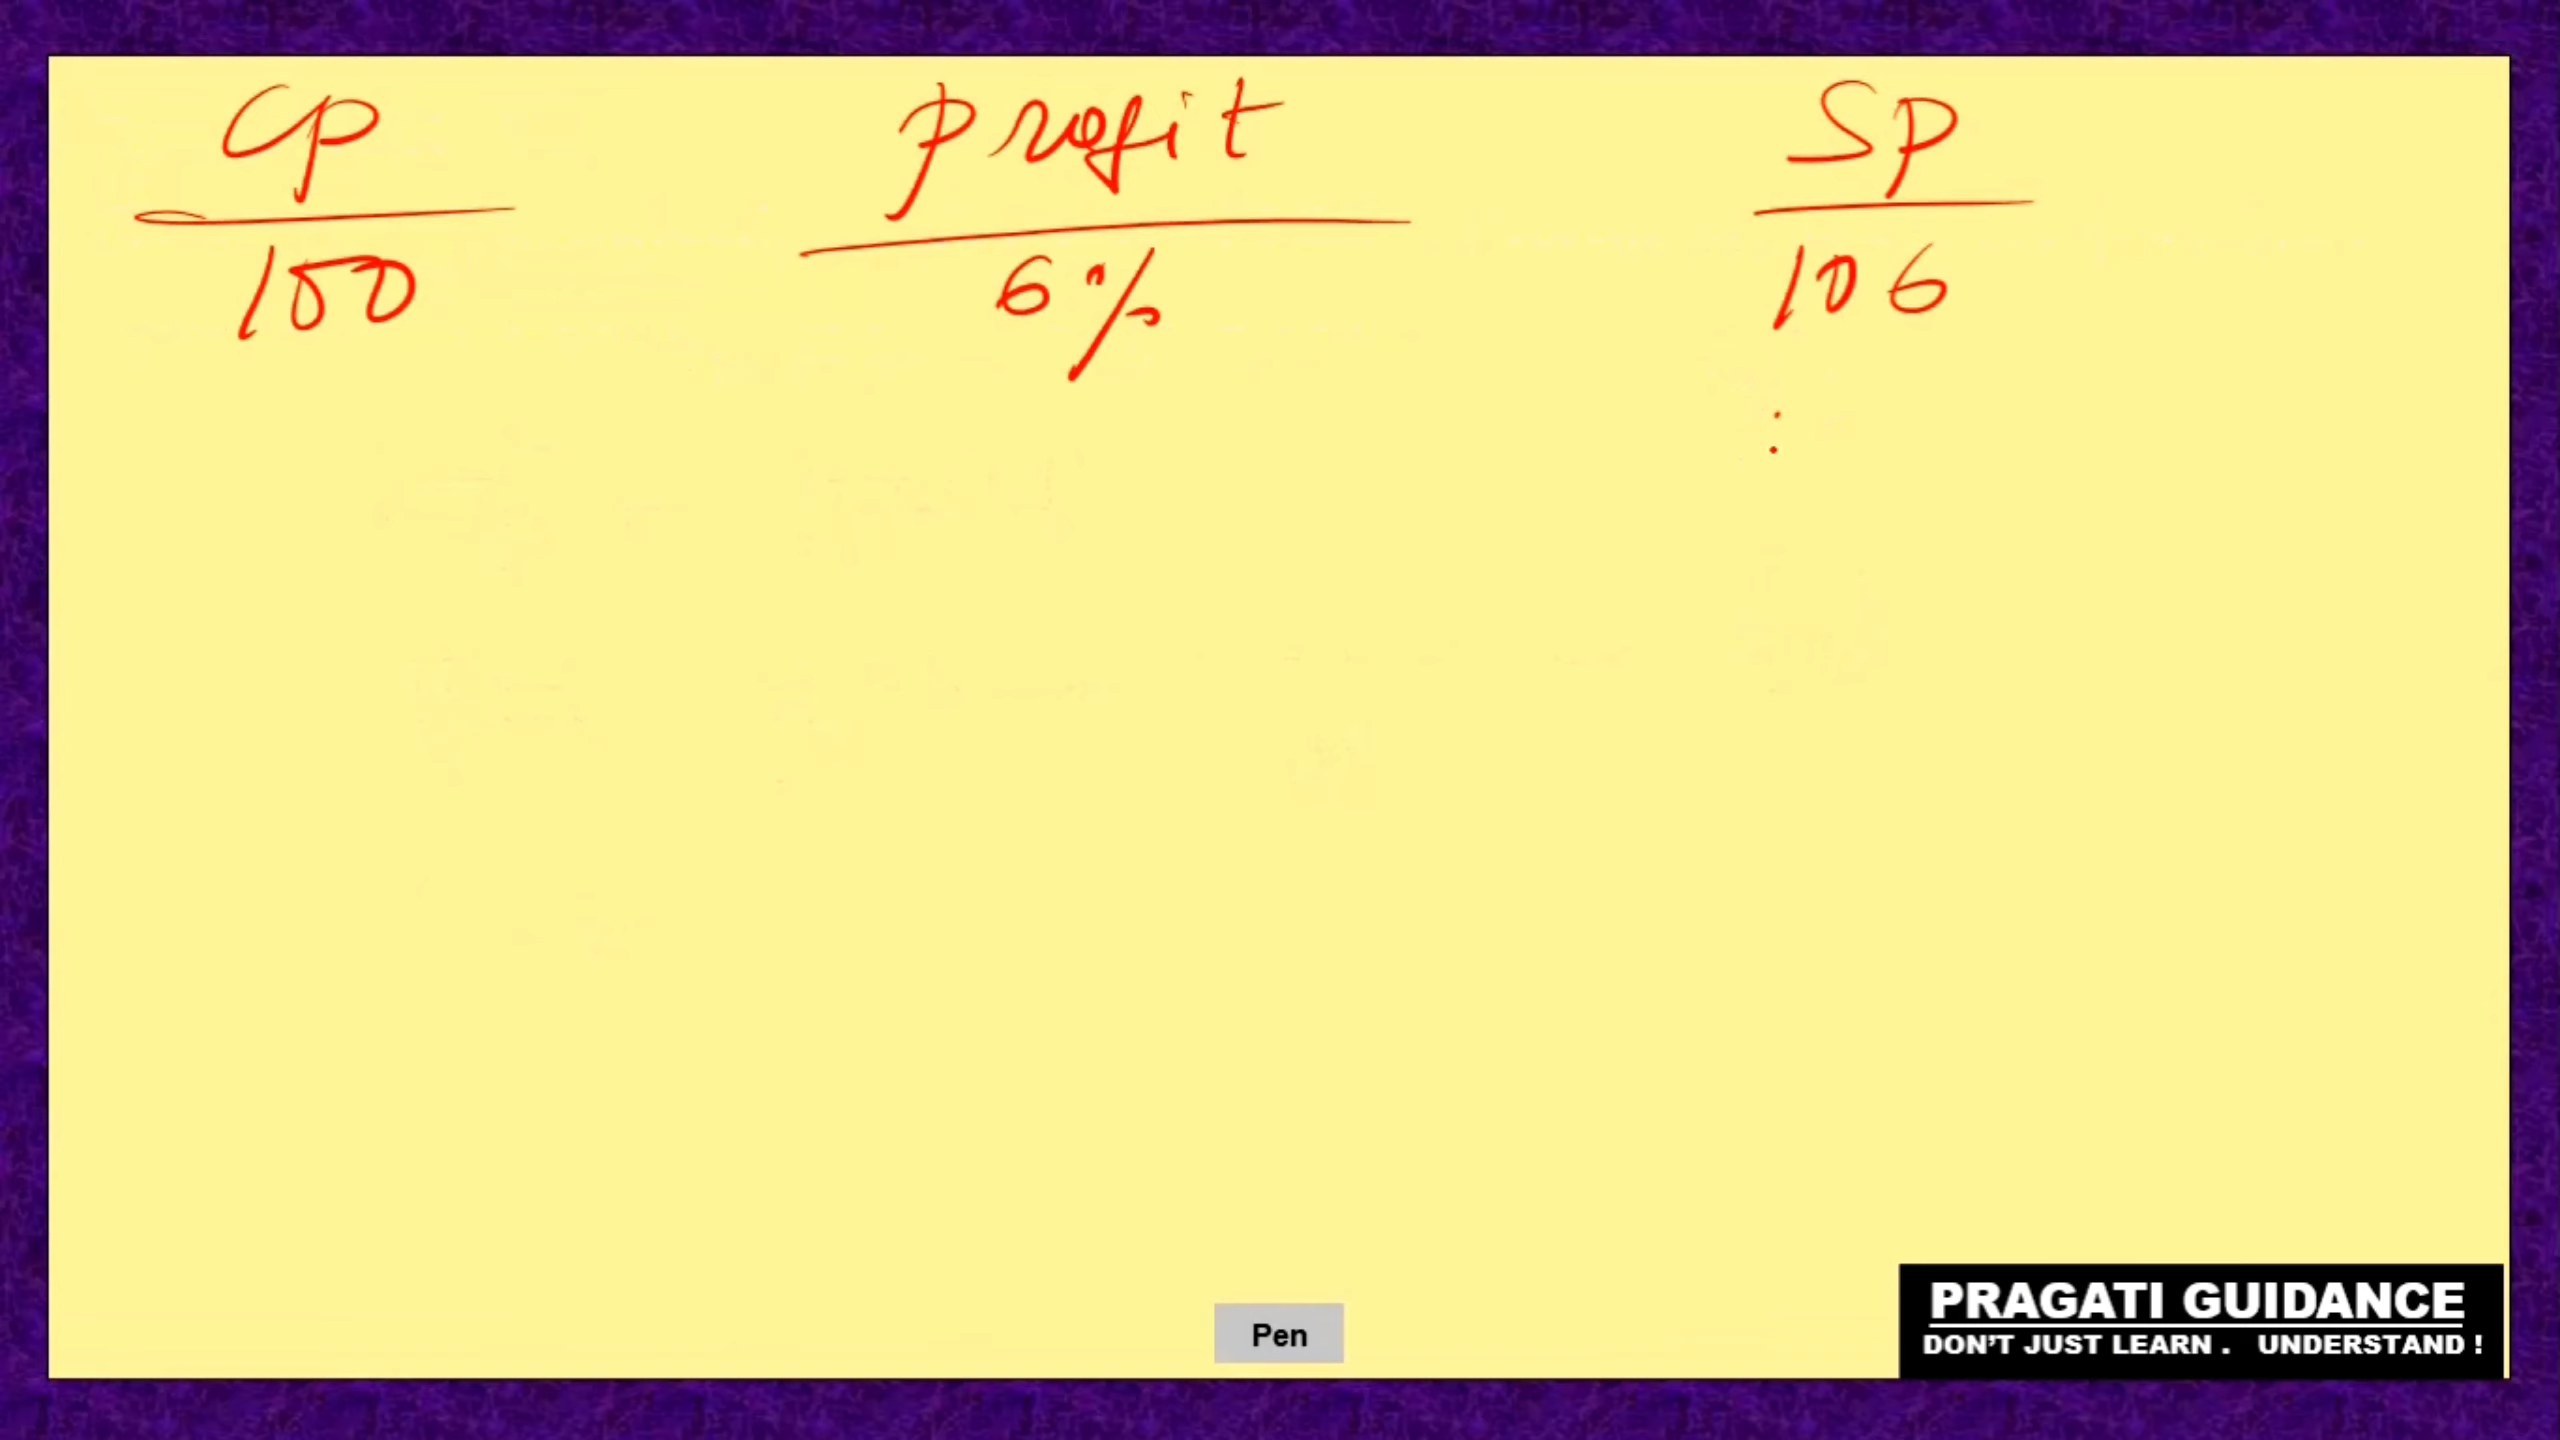 CP profit SP
100 6% 106
:
Pen
PRAGATI GUIDANCE
DON'T JUST LEARN . UNDERSTAND !